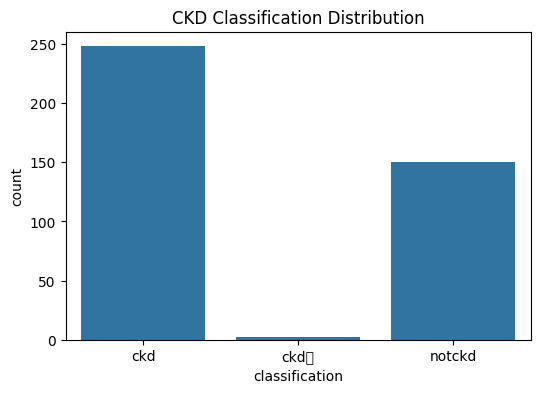 CKD Classification Distribution
250
200
150
100
50
0
count
ckd
ckd
notckd
classification